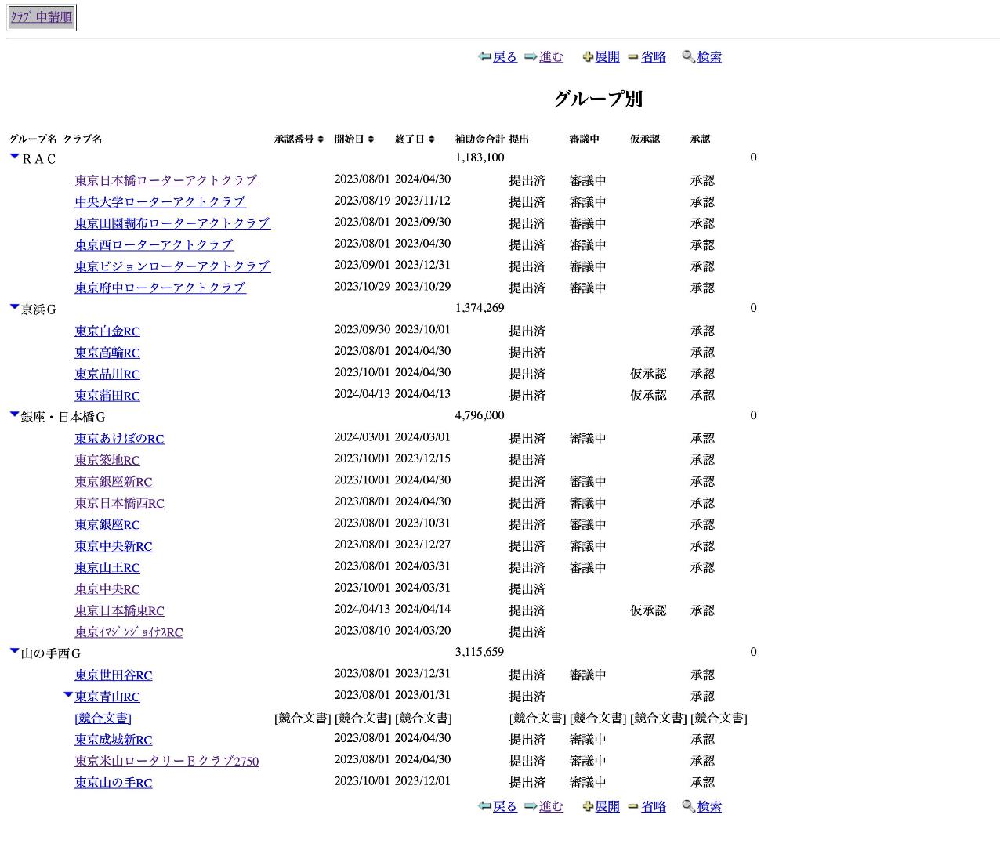 ｸﾗﾌﾞ申請順
戻る 進む 展開 省略 検索
グループ別
グループ名 クラブ名 承認番号 開始日 終了日 補助金合計 提出 審議中 仮承認 承認
ＲＡＣ 1,183,100 0
東京日本橋ローターアクトクラブ 2023/08/01 2024/04/30 提出済 審議中 承認
中央大学ローターアクトクラブ 2023/08/19 2023/11/12 提出済 審議中 承認
東京田園調布ローターアクトクラブ 2023/08/01 2023/09/30 提出済 審議中 承認
東京西ローターアクトクラブ 2023/08/01 2023/04/30 提出済 審議中 承認
東京ビジョンローターアクトクラブ 2023/09/01 2023/12/31 提出済 審議中 承認
東京府中ローターアクトクラブ 2023/10/29 2023/10/29 提出済 審議中 承認
京浜Ｇ 1,374,269 0
東京白金RC 2023/09/30 2023/10/01 提出済 承認
東京高輪RC 2023/08/01 2024/04/30 提出済 承認
東京品川RC 2023/10/01 2024/04/30 提出済 仮承認 承認
東京蒲田RC 2024/04/13 2024/04/13 提出済 仮承認 承認
銀座・日本橋Ｇ 4,796,000 0
東京あけぼのRC 2024/03/01 2024/03/01 提出済 審議中 承認
東京築地RC 2023/10/01 2023/12/15 提出済 承認
東京銀座新RC 2023/10/01 2024/04/30 提出済 審議中 承認
東京日本橋西RC 2023/08/01 2024/04/30 提出済 審議中 承認
東京銀座RC 2023/08/01 2023/10/31 提出済 審議中 承認
東京中央新RC 2023/08/01 2023/12/27 提出済 審議中 承認
東京山王RC 2023/08/01 2024/03/31 提出済 審議中 承認
東京中央RC 2023/10/01 2024/03/31 提出済
東京日本橋東RC 2024/04/13 2024/04/14 提出済 仮承認 承認
東京ｲﾏｼﾞﾝｼﾞｮｲﾅｽRC 2023/08/10 2024/03/20 提出済
山の手西Ｇ 3,115,659 0
東京世田谷RC 2023/08/01 2023/12/31 提出済 審議中 承認
東京青山RC 2023/08/01 2023/01/31 提出済 承認
[競合文書] [競合文書] [競合文書] [競合文書] [競合文書] [競合文書] [競合文書] [競合文書]
東京成城新RC 2023/08/01 2024/04/30 提出済 審議中 承認
東京米山ロータリーＥクラブ2750 2023/08/01 2024/04/30 提出済 審議中 承認
東京山の手RC 2023/10/01 2023/12/01 提出済 審議中 承認
戻る 進む 展開 省略 検索